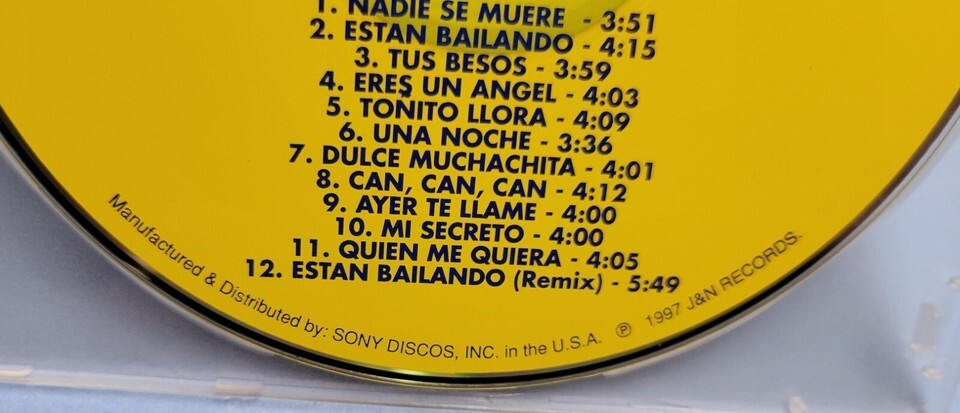 1. NADIE SE MUERE - 3:51
2. ESTAN BAILANDO - 4:15
3. TUS BESOS - 3:59
4. ERES UN ANGEL - 4:03
5. TOÑITO LLORA - 4:09
6. UNA NOCHE - 3:36
7. DULCE MUCHACHITA - 4:01
8. CAN, CAN, CAN - 4:12
9. AYER TE LLAME - 4:00
10. MI SECRETO - 4:00
11. QUIEN ME QUIERA - 4:05
12. ESTAN BAILANDO (Remix) - 5:49
Manufactured & Distributed by: SONY DISCOS, INC. in the U.S.A. ℗ 1997 J&N RECORDS.